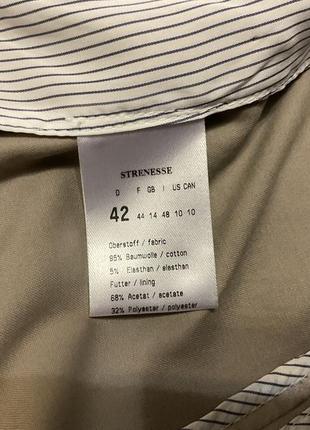 STRENESSE
D F GB I US CAN
42 44 14 48 10 10
Oberstoff / fabric
95% Baumwolle / cotton
5% Elasthan / elasthan
Futter / lining
68% Acetat / acetate
32% Polyester / polyester